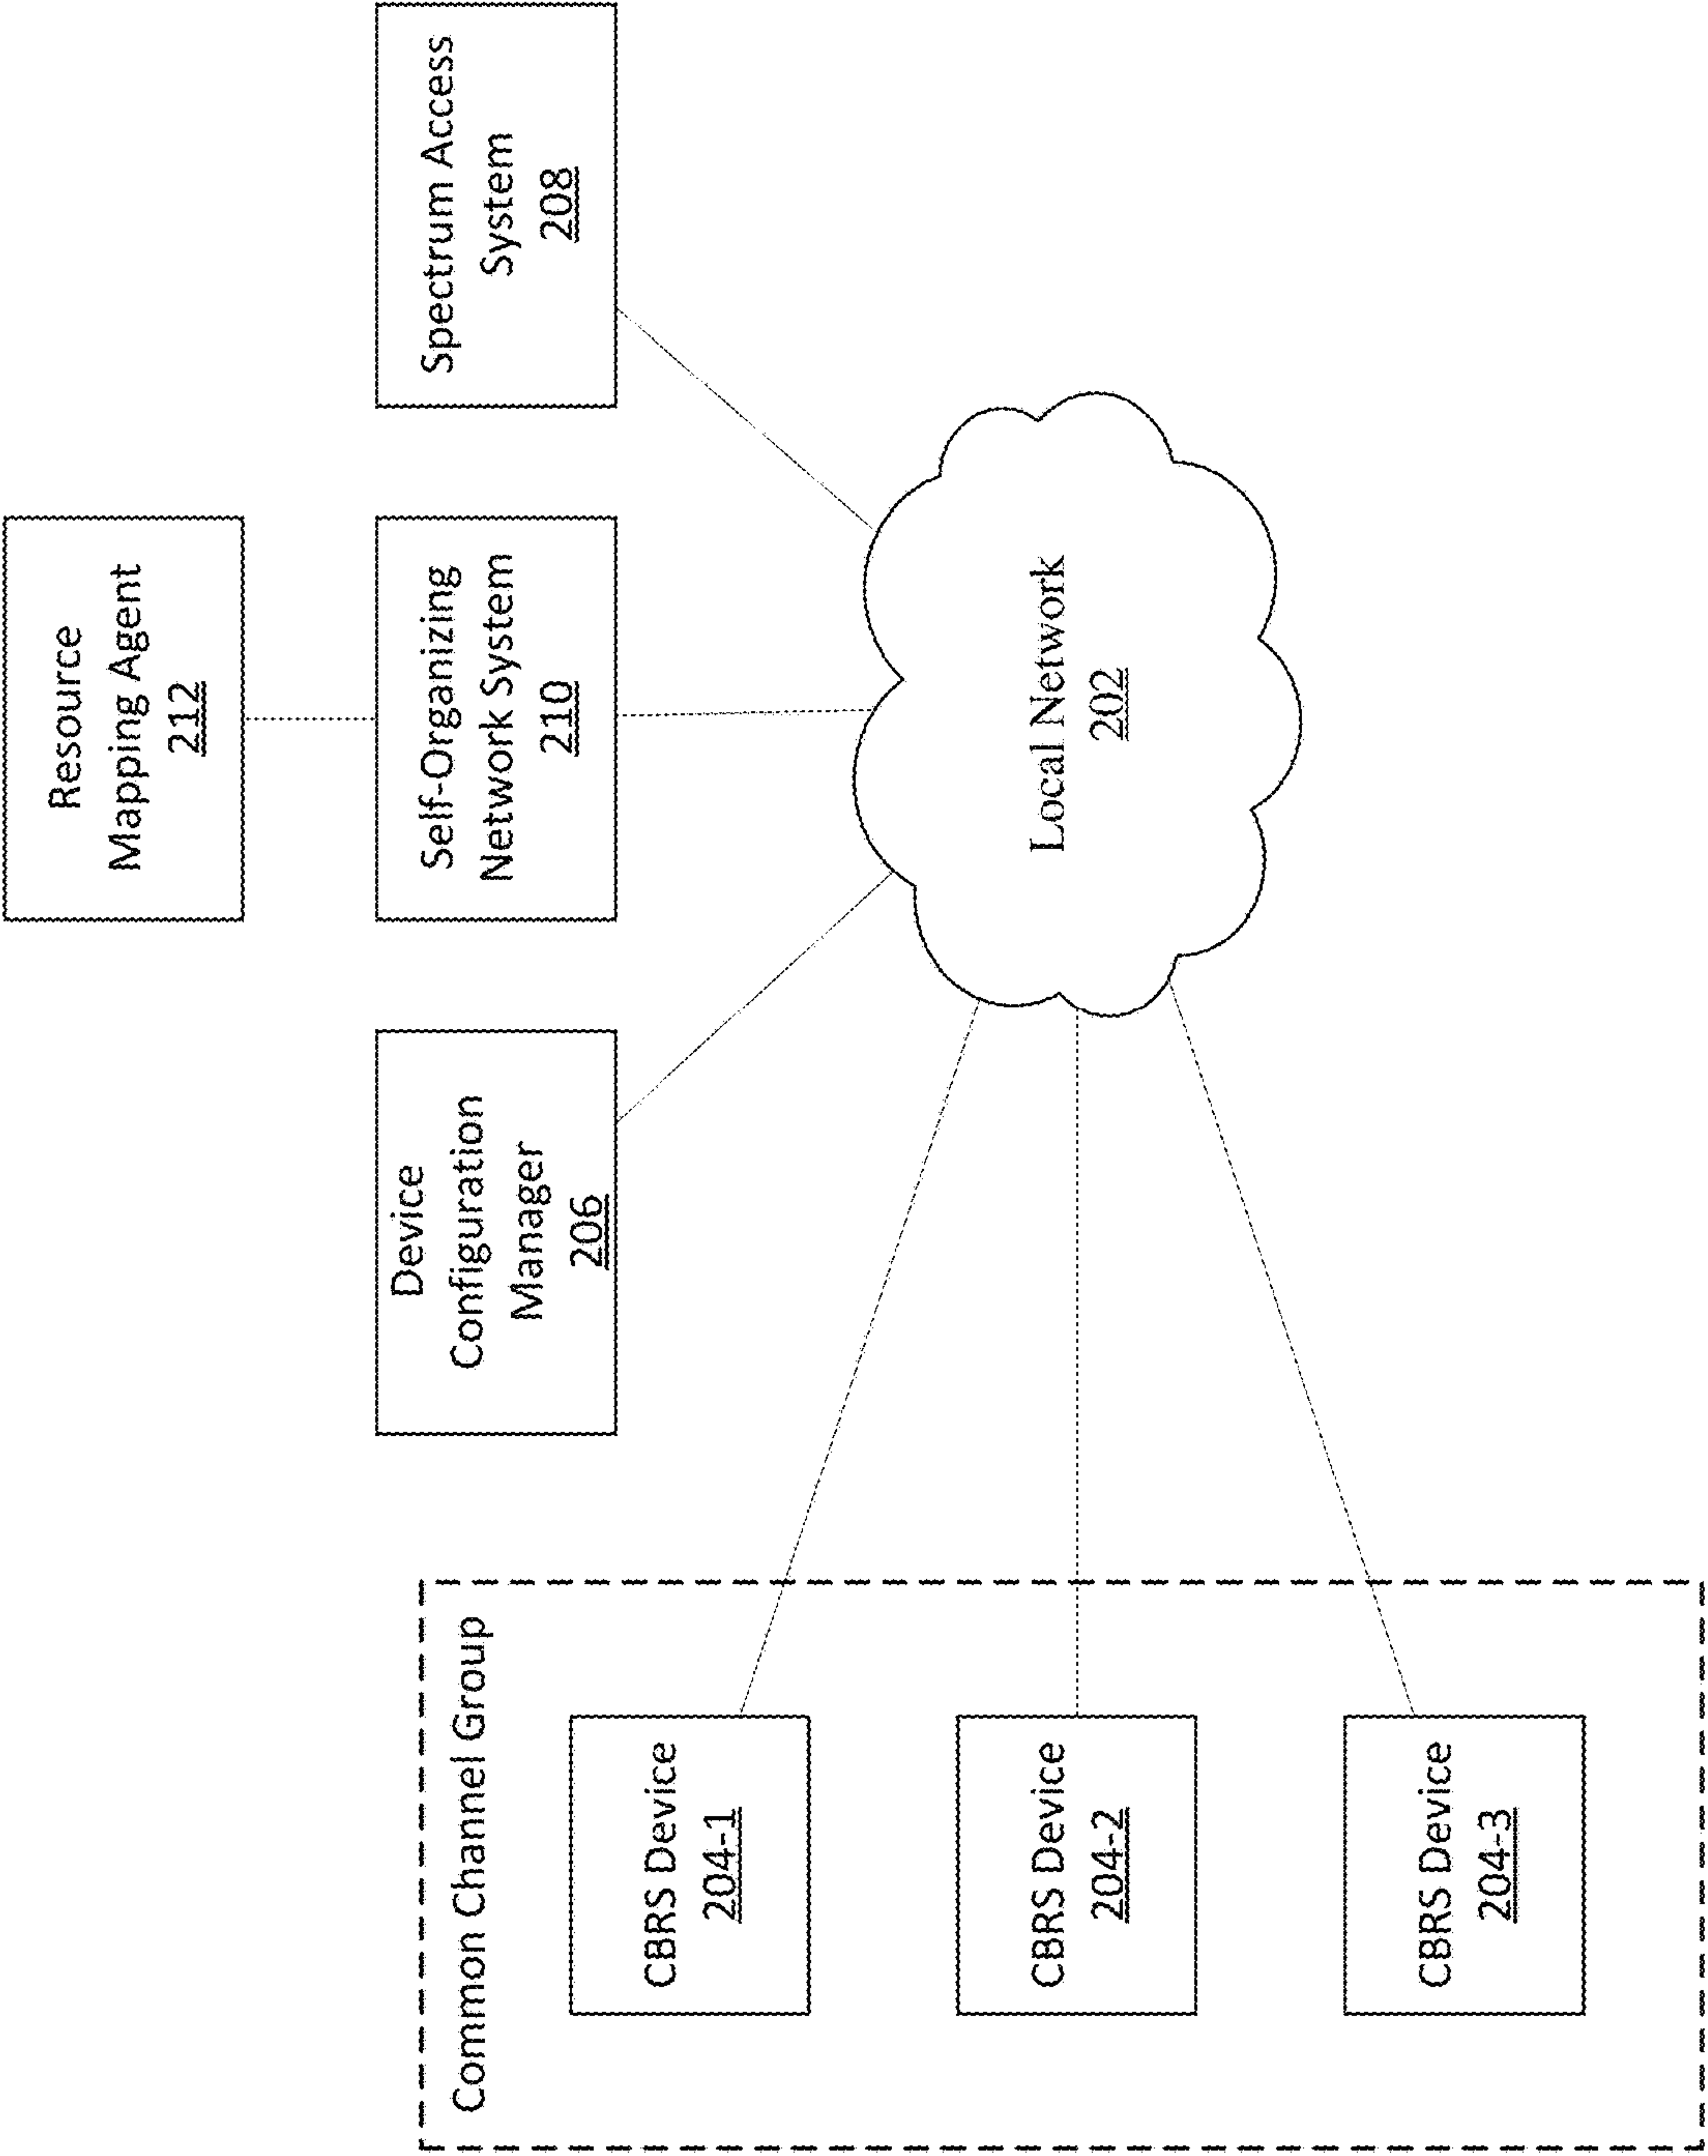 Resource
Mapping Agent
212
Device
Configuration
Manager
206
Self-Organizing
Network System
210
Spectrum Access
System
208
Common Channel Group
CBRS Device
204-1
CBRS Device
204-2
CBRS Device
204-3
Local Network
202